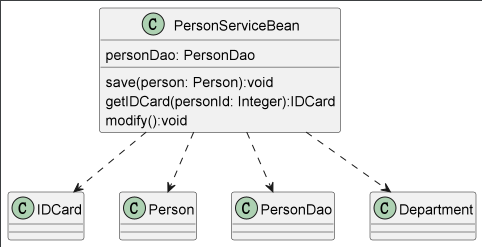 C PersonServiceBean
personDao: PersonDao
save(person: Person):void
getIDCard(personId: Integer):IDCard
modify():void
C IDCard
C Person
C PersonDao
C Department